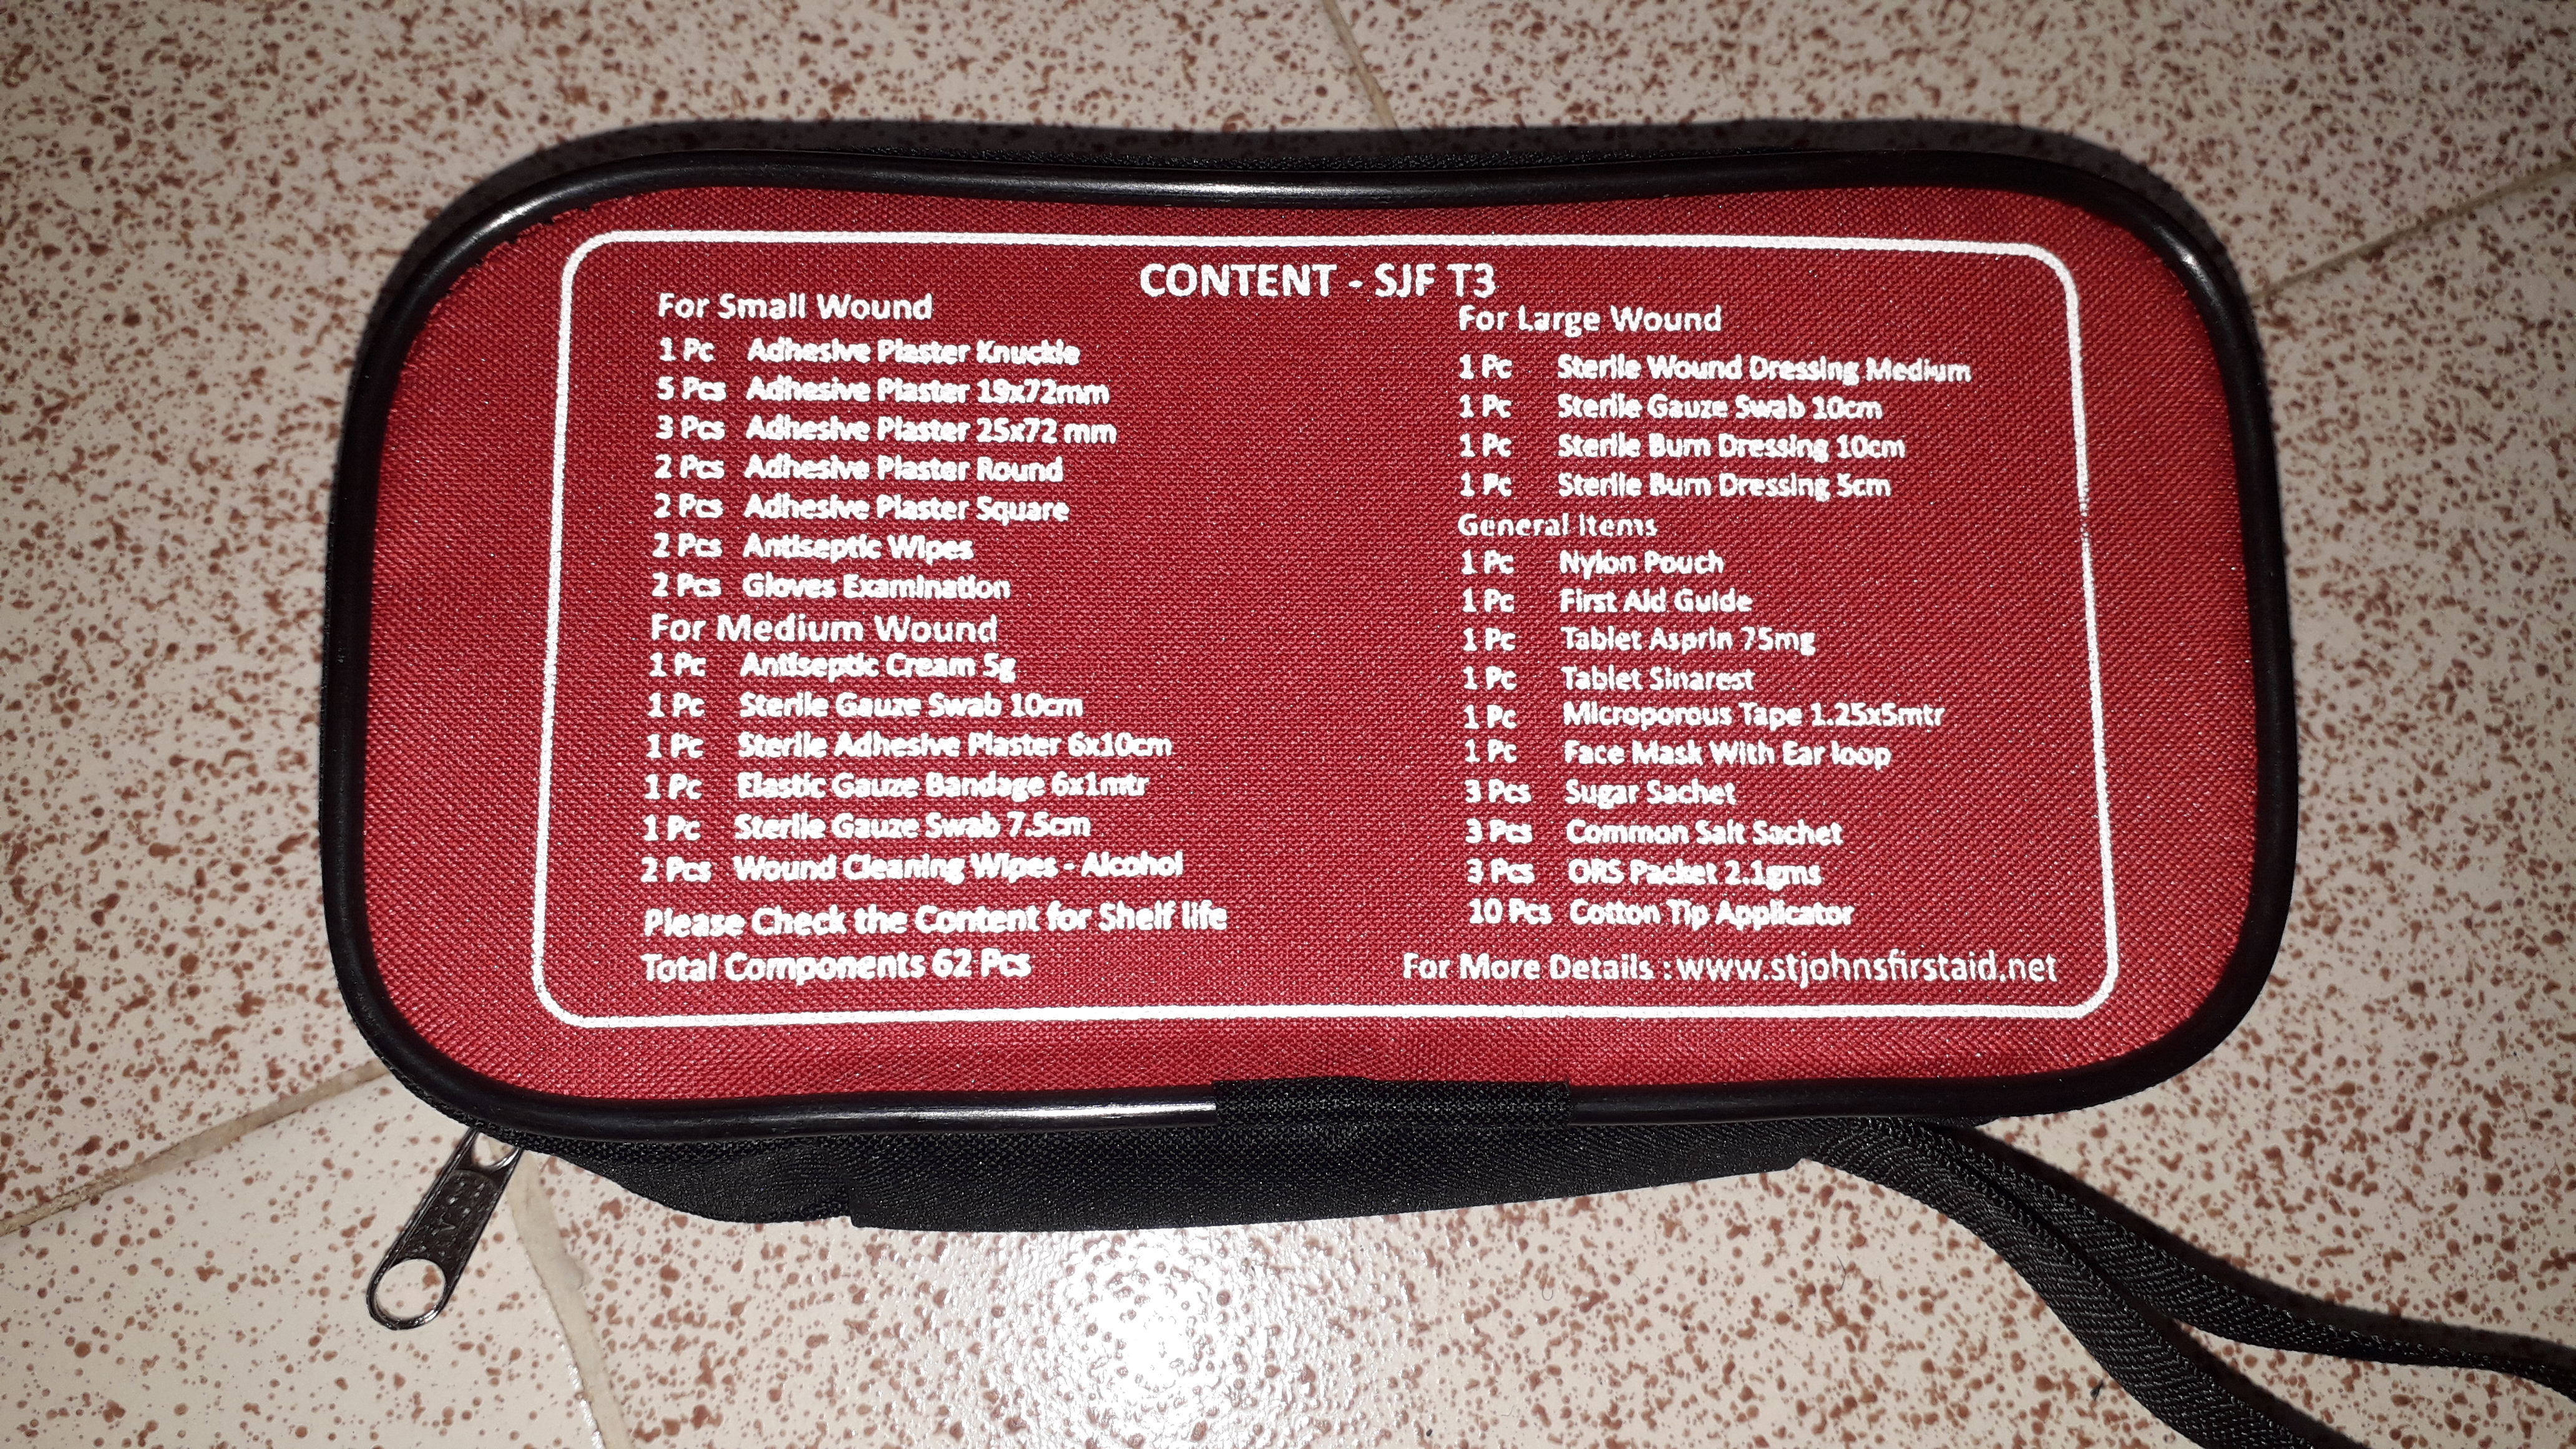 CONTENT - SJF T3
For Small Wound
1 Pc Adhesive Plaster Knuckle
5 Pcs Adhesive Plaster 19x72mm
3 Pcs Adhesive Plaster 25x72 mm
2 Pcs Adhesive Plaster Round
2 Pcs Adhesive Plaster Square
2 Pcs Antiseptic Wipes
2 Pcs Gloves Examination
For Medium Wound
1 Pc Antiseptic Cream 5g
1 Pc Sterile Gauze Swab 10cm
1 Pc Sterile Adhesive Plaster 6x10cm
1 Pc Elastic Gauze Bandage 6x1mtr
1 Pc Sterile Gauze Swab 7.5cm
2 Pcs Wound Cleaning Wipes - Alcohol
Please Check the Content for Shelf life
Total Components 62 Pcs
For Large Wound
1 Pc Sterile Wound Dressing Medium
1 Pc Sterile Gauze Swab 10cm
1 Pc Sterile Burn Dressing 10cm
1 Pc Sterile Burn Dressing 5cm
General Items
1 Pc Nylon Pouch
1 Pc First Aid Guide
1 Pc Tablet Asprin 75mg
1 Pc Tablet Sinarest
1 Pc Microporous Tape 1.25x5mtr
1 Pc Face Mask With Ear loop
3 Pcs Sugar Sachet
3 Pcs Common Salt Sachet
3 Pcs ORS Packet 2.1gms
10 Pcs Cotton Tip Applicator
For More Details : www.stjohnsfirstaid.net